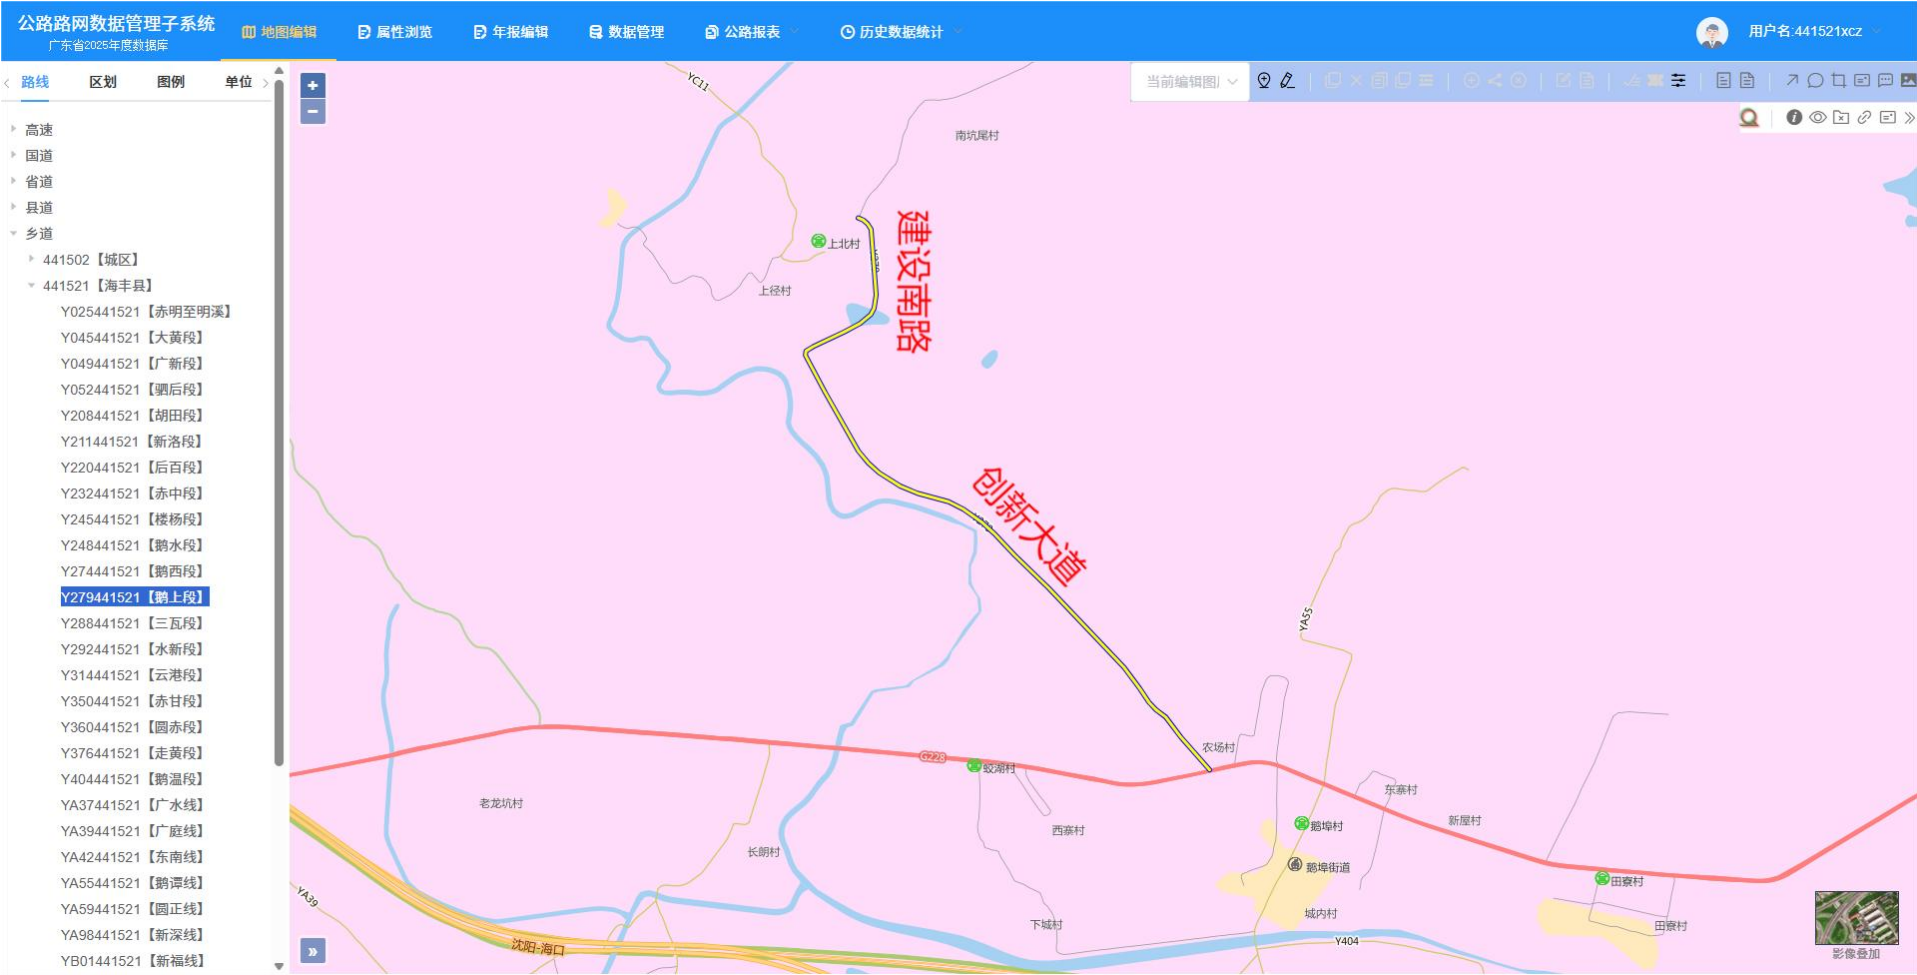 公路路网数据管理子系统
广东省2025年度数据库
地图编辑
属性浏览
年报编辑
数据管理
公路报表
历史数据统计
用户名:441521xcz
路线
区划
图例
单位
高速
国道
省道
县道
乡道
441502【城区】
441521【海丰县】
Y025441521【赤明至明溪】
Y045441521【大黄段】
Y049441521【广新段】
Y052441521【驷后段】
Y208441521【胡田段】
Y211441521【新洛段】
Y220441521【后百段】
Y232441521【赤中段】
Y245441521【楼杨段】
Y248441521【鹅水段】
Y274441521【鹅西段】
Y279441521【鹅上段】
Y288441521【三瓦段】
Y292441521【水新段】
Y314441521【云港段】
Y350441521【赤甘段】
Y360441521【圆赤段】
Y376441521【走黄段】
Y404441521【鹅温段】
YA37441521【广水线】
YA39441521【广庭线】
YA42441521【东南线】
YA55441521【鹅谭线】
YA59441521【圆正线】
YA98441521【新深线】
YB01441521【新福线】
当前编辑图
YC11
南坑尾村
上北村
上径村
建设南路
创新大道
YA55
G228
蛟湖村
农场村
东寨村
新屋村
老龙坑村
西寨村
长朗村
鹅埠村
鹅埠街道
田寮村
田寮村
城内村
下城村
Y404
YA39
沈阳-海口
影像叠加